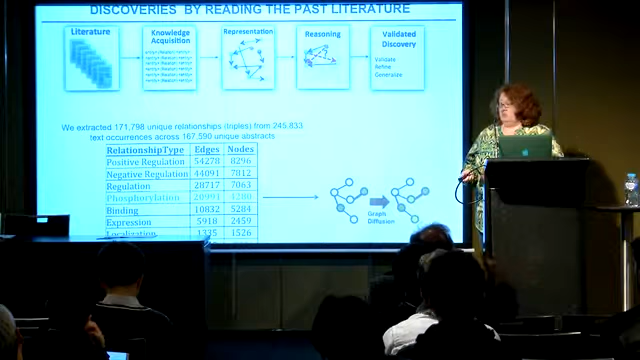 DISCOVERIES BY READING THE PAST LITERATURE
Literature
Knowledge
Acquisition
Representation
Reasoning
Validated
Discovery
Validate
Refine
Generalize
We extracted 171,798 unique relationships (triples) from 245,833
text occurrences across 167,590 unique abstracts
RelationshipType Edges Nodes
Positive Regulation 54278 8296
Negative Regulation 44091 7812
Regulation 28717 7063
Phosphorylation 1280
Binding 10832 5284
Expression 5918 2459
Localization 1335 1526
Graph
Diffusion